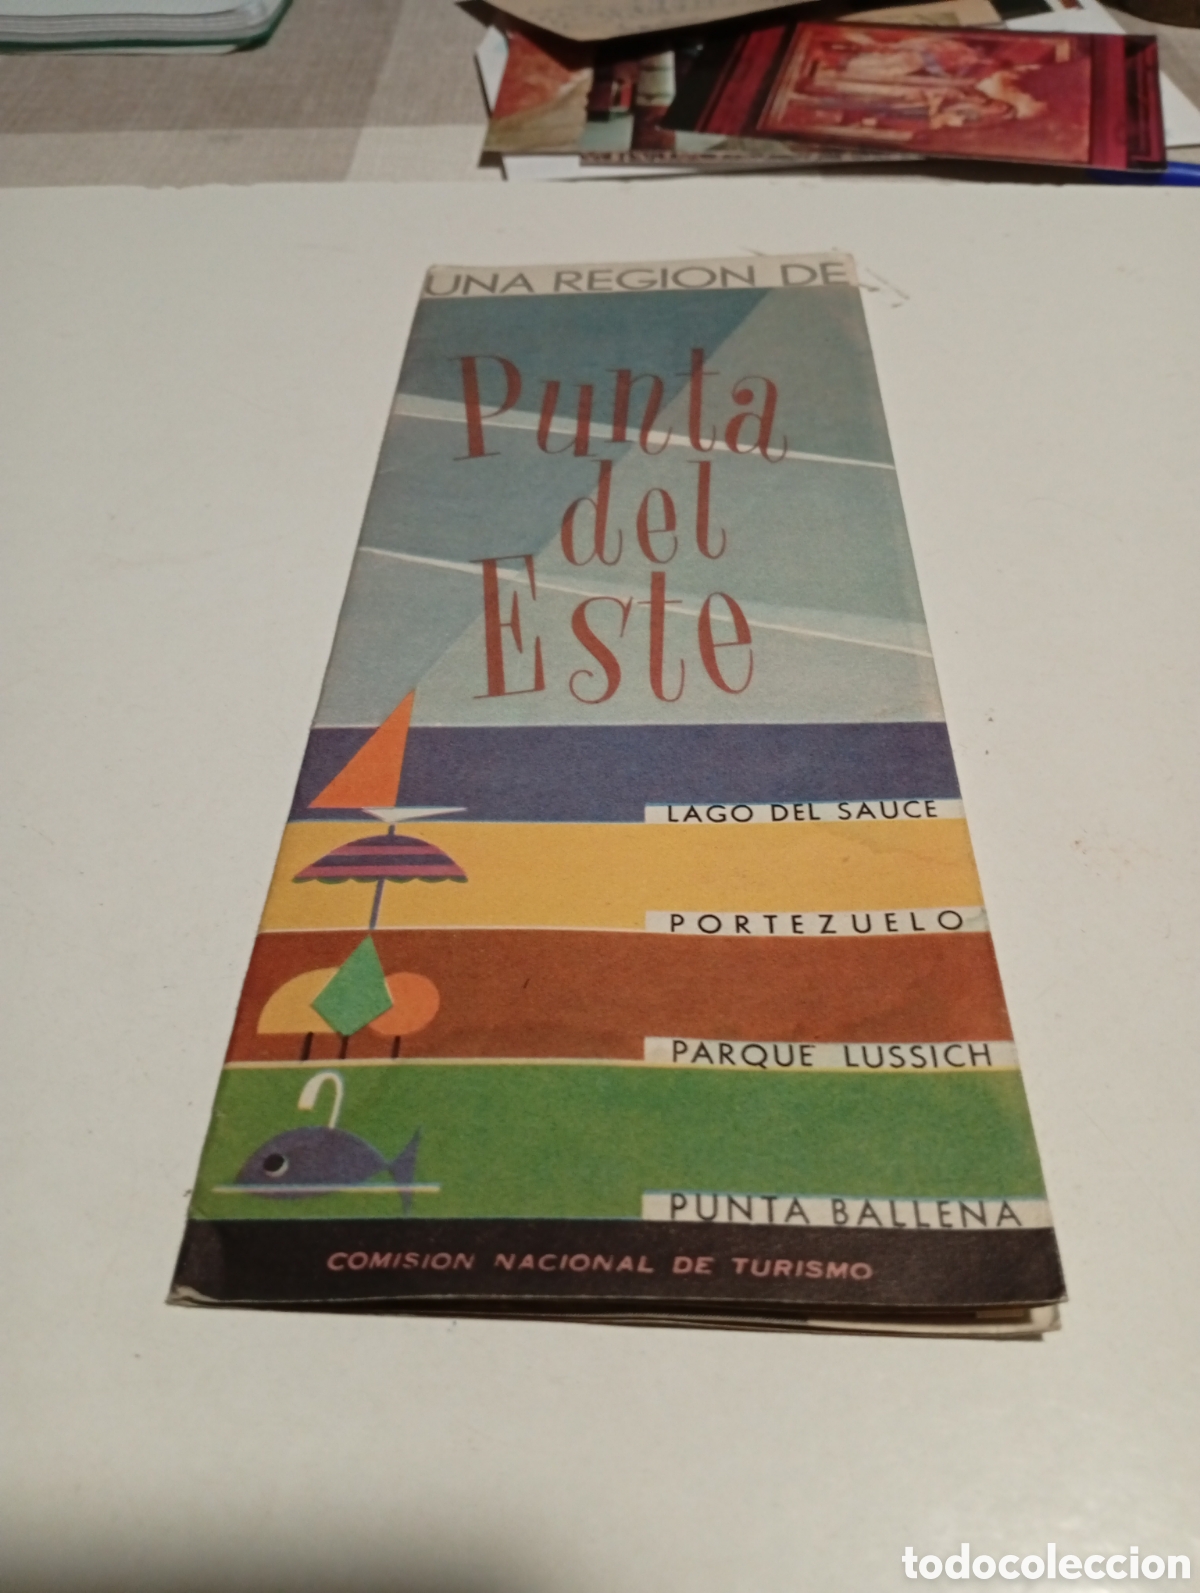 UNA REGION DE
Punta
del
Este
LAGO DEL SAUCE
PORTEZUELO
PARQUE LUSSICH
PUNTA BALLENA
COMISION NACIONAL DE TURISMO
todocoleccion